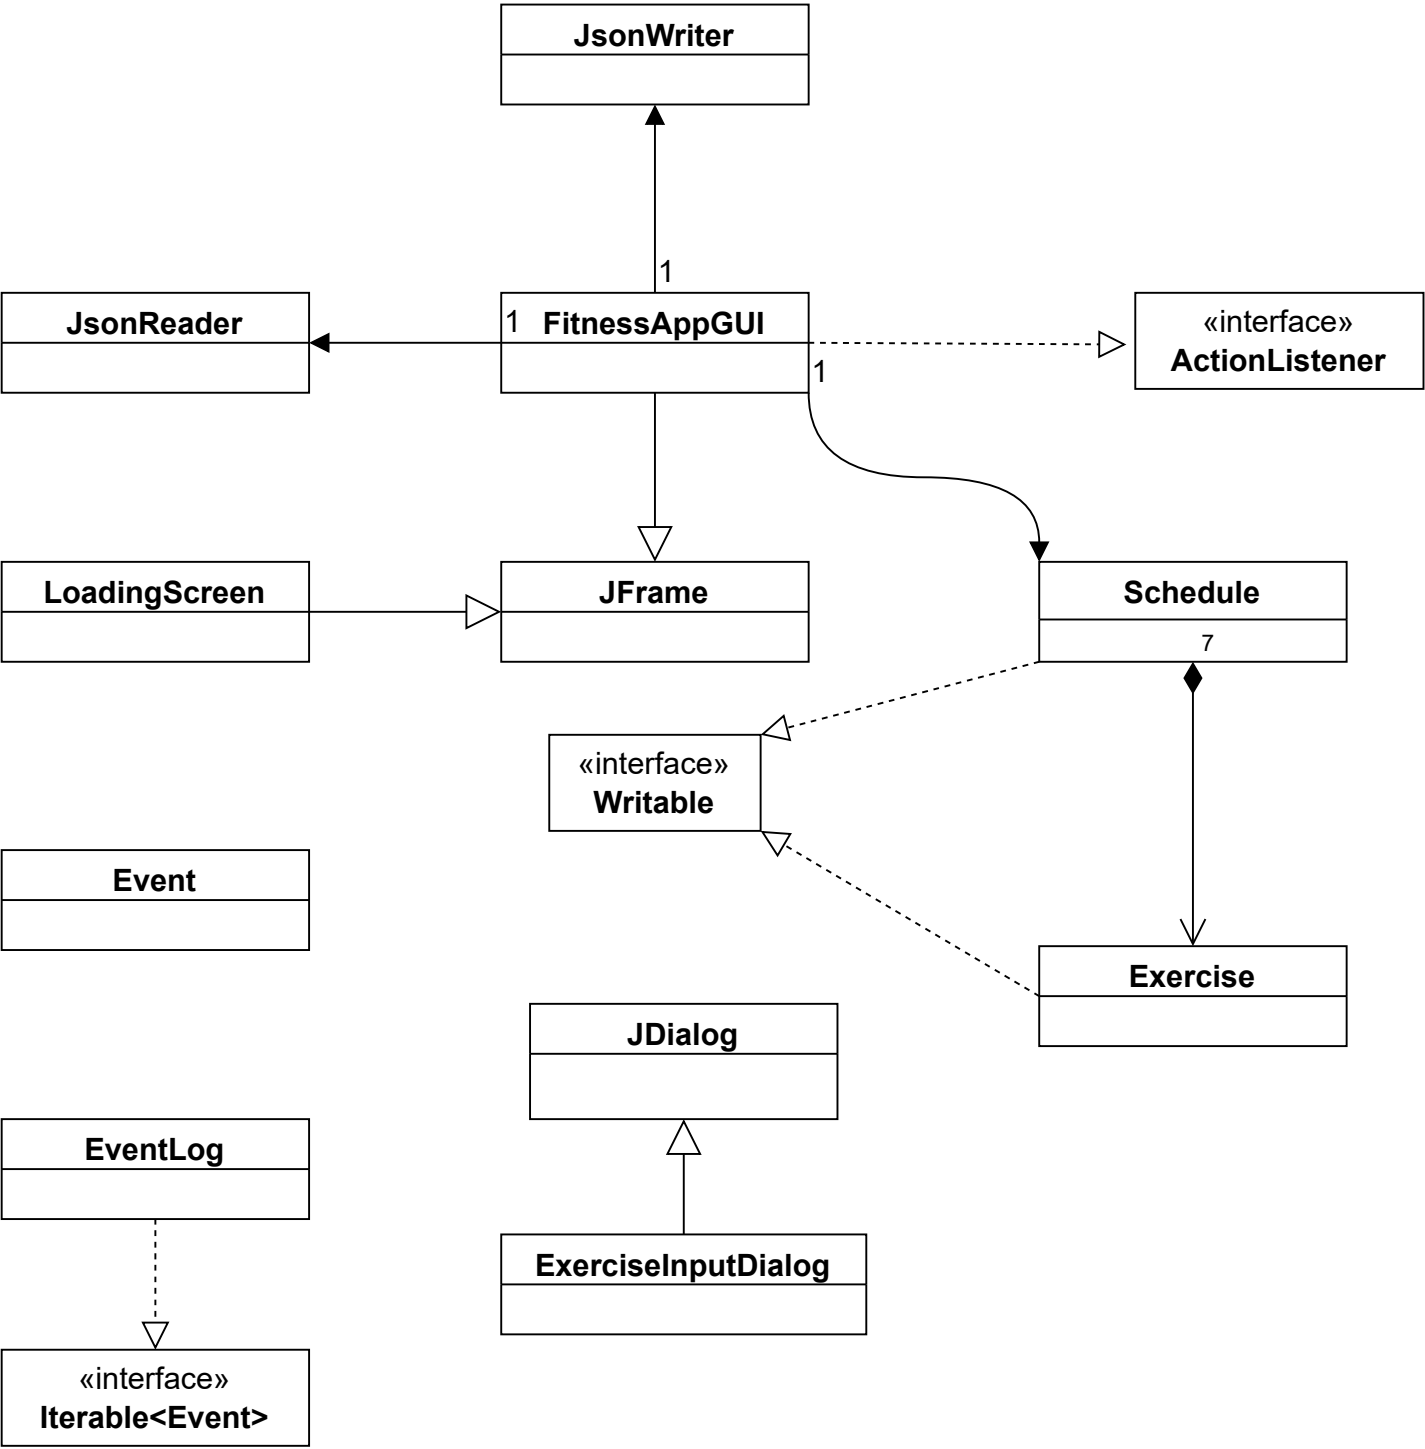 JsonWriter
1
JsonReader
1
FitnessAppGUI
«interface»
ActionListener
1
LoadingScreen
JFrame
Schedule
7
«interface»
Writable
Event
Exercise
JDialog
EventLog
ExerciseInputDialog
«interface»
Iterable<Event>